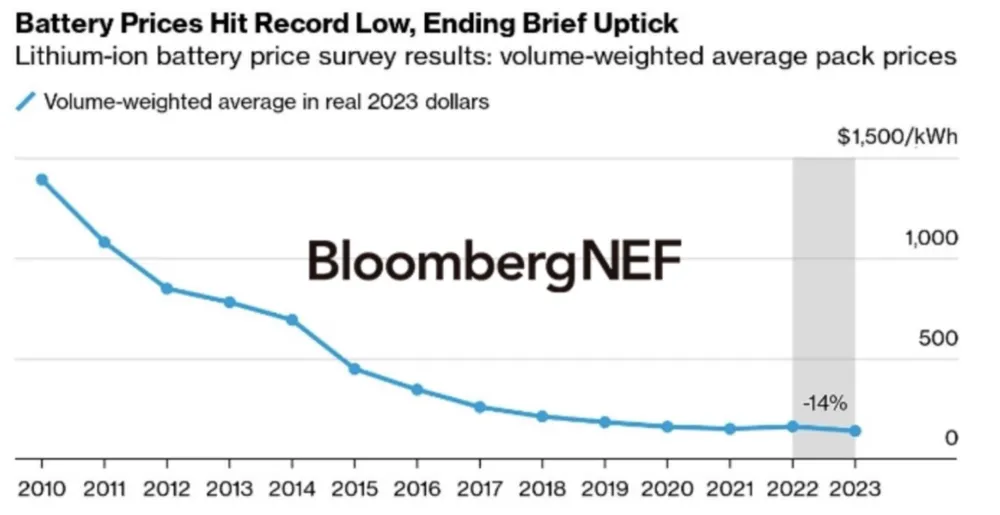 Battery Prices Hit Record Low, Ending Brief Uptick
Lithium-ion battery price survey results: volume-weighted average pack prices
Volume-weighted average in real 2023 dollars
$1,500/kWh
1,000
BloombergNEF
500
-14%
0
2010 2011 2012 2013 2014 2015 2016 2017 2018 2019 2020 2021 2022 2023